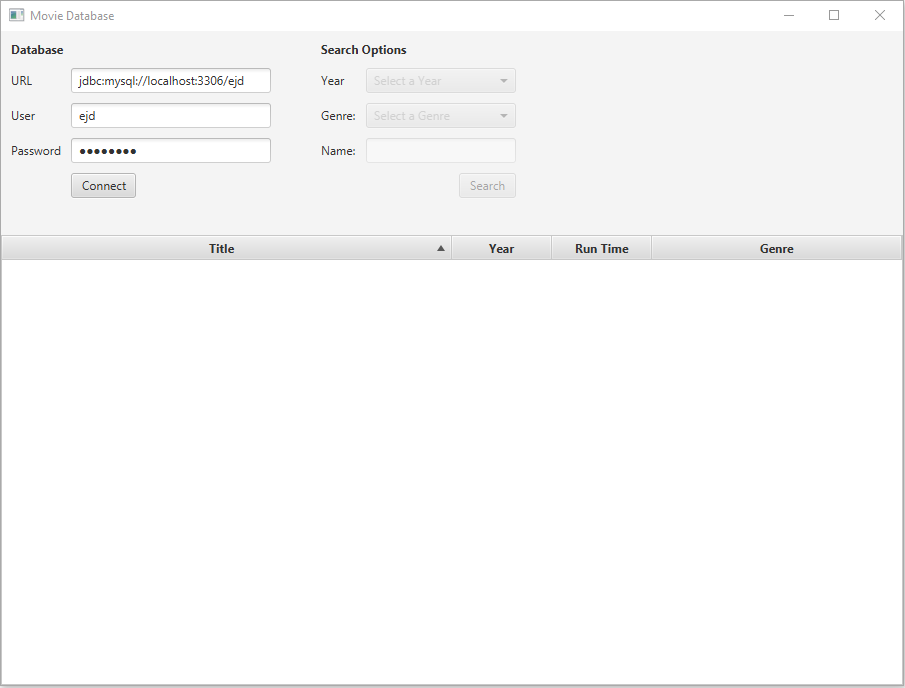 Movie Database
Database
URL jdbc:mysql://localhost:3306/ejd
User ejd
Password ●●●●●●●●
Connect
Search Options
Year Select a Year
Genre: Select a Genre
Name:
Search
Title Year Run Time Genre